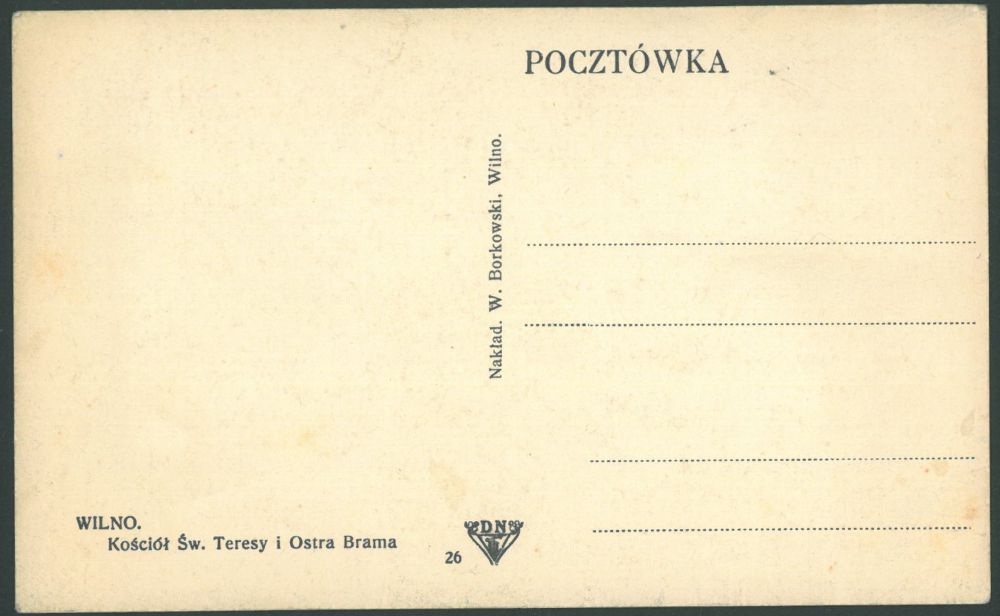 POCZTÓWKA
Nakład. W. Borkowski, Wilno.
WILNO.
Kościół Św. Teresy i Ostra Brama
26
DN